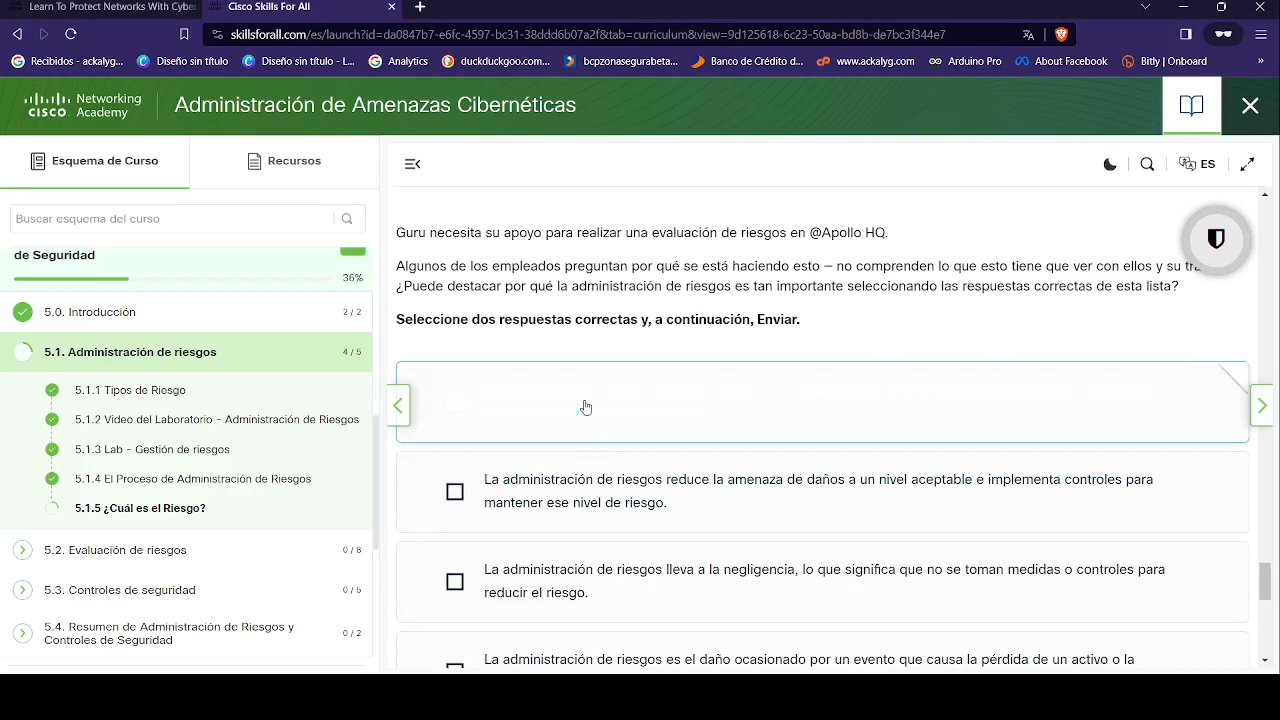 Learn To Protect Networks With Cyber
Cisco Skills For All
skillsforall.com/es/launch?id=da0847b7-e6fc-4597-bc31-38ddd6b07a2f&tab=curriculum&view=9d125618-6c23-50aa-bd8b-de7bc3f344e7
Recibidos - ackalyg...
Diseño sin título
Diseño sin título - L...
Analytics
duckduckgoo.com...
bcpzonasegurabeta...
Banco de Crédito d...
www.ackalyg.com
Arduino Pro
About Facebook
Bitly | Onboard
»
CISCO
Networking
Academy
Administración de Amenazas Cibernéticas
Esquema de Curso
Recursos
ES
Buscar esquema del curso
de Seguridad
36%
5.0. Introducción
2 / 2
5.1. Administración de riesgos
4 / 5
5.1.1 Tipos de Riesgo
5.1.2 Video del Laboratorio - Administración de Riesgos
5.1.3 Lab - Gestión de riesgos
5.1.4 El Proceso de Administración de Riesgos
5.1.5 ¿Cuál es el Riesgo?
5.2. Evaluación de riesgos
0 / 8
5.3. Controles de seguridad
0 / 5
5.4. Resumen de Administración de Riesgos y
Controles de Seguridad
0 / 2
Guru necesita su apoyo para realizar una evaluación de riesgos en @Apollo HQ.
Algunos de los empleados preguntan por qué se está haciendo esto – no comprenden lo que esto tiene que ver con ellos y su
¿Puede destacar por qué la administración de riesgos es tan importante seleccionando las respuestas correctas de esta lista?
Seleccione dos respuestas correctas y, a continuación, Enviar.
La administración de riesgos reduce la amenaza de daños a un nivel aceptable e implementa controles para
mantener ese nivel de riesgo.
La administración de riesgos lleva a la negligencia, lo que significa que no se toman medidas o controles para
reducir el riesgo.
La administración de riesgos es el daño ocasionado por un evento que causa la pérdida de un activo o la